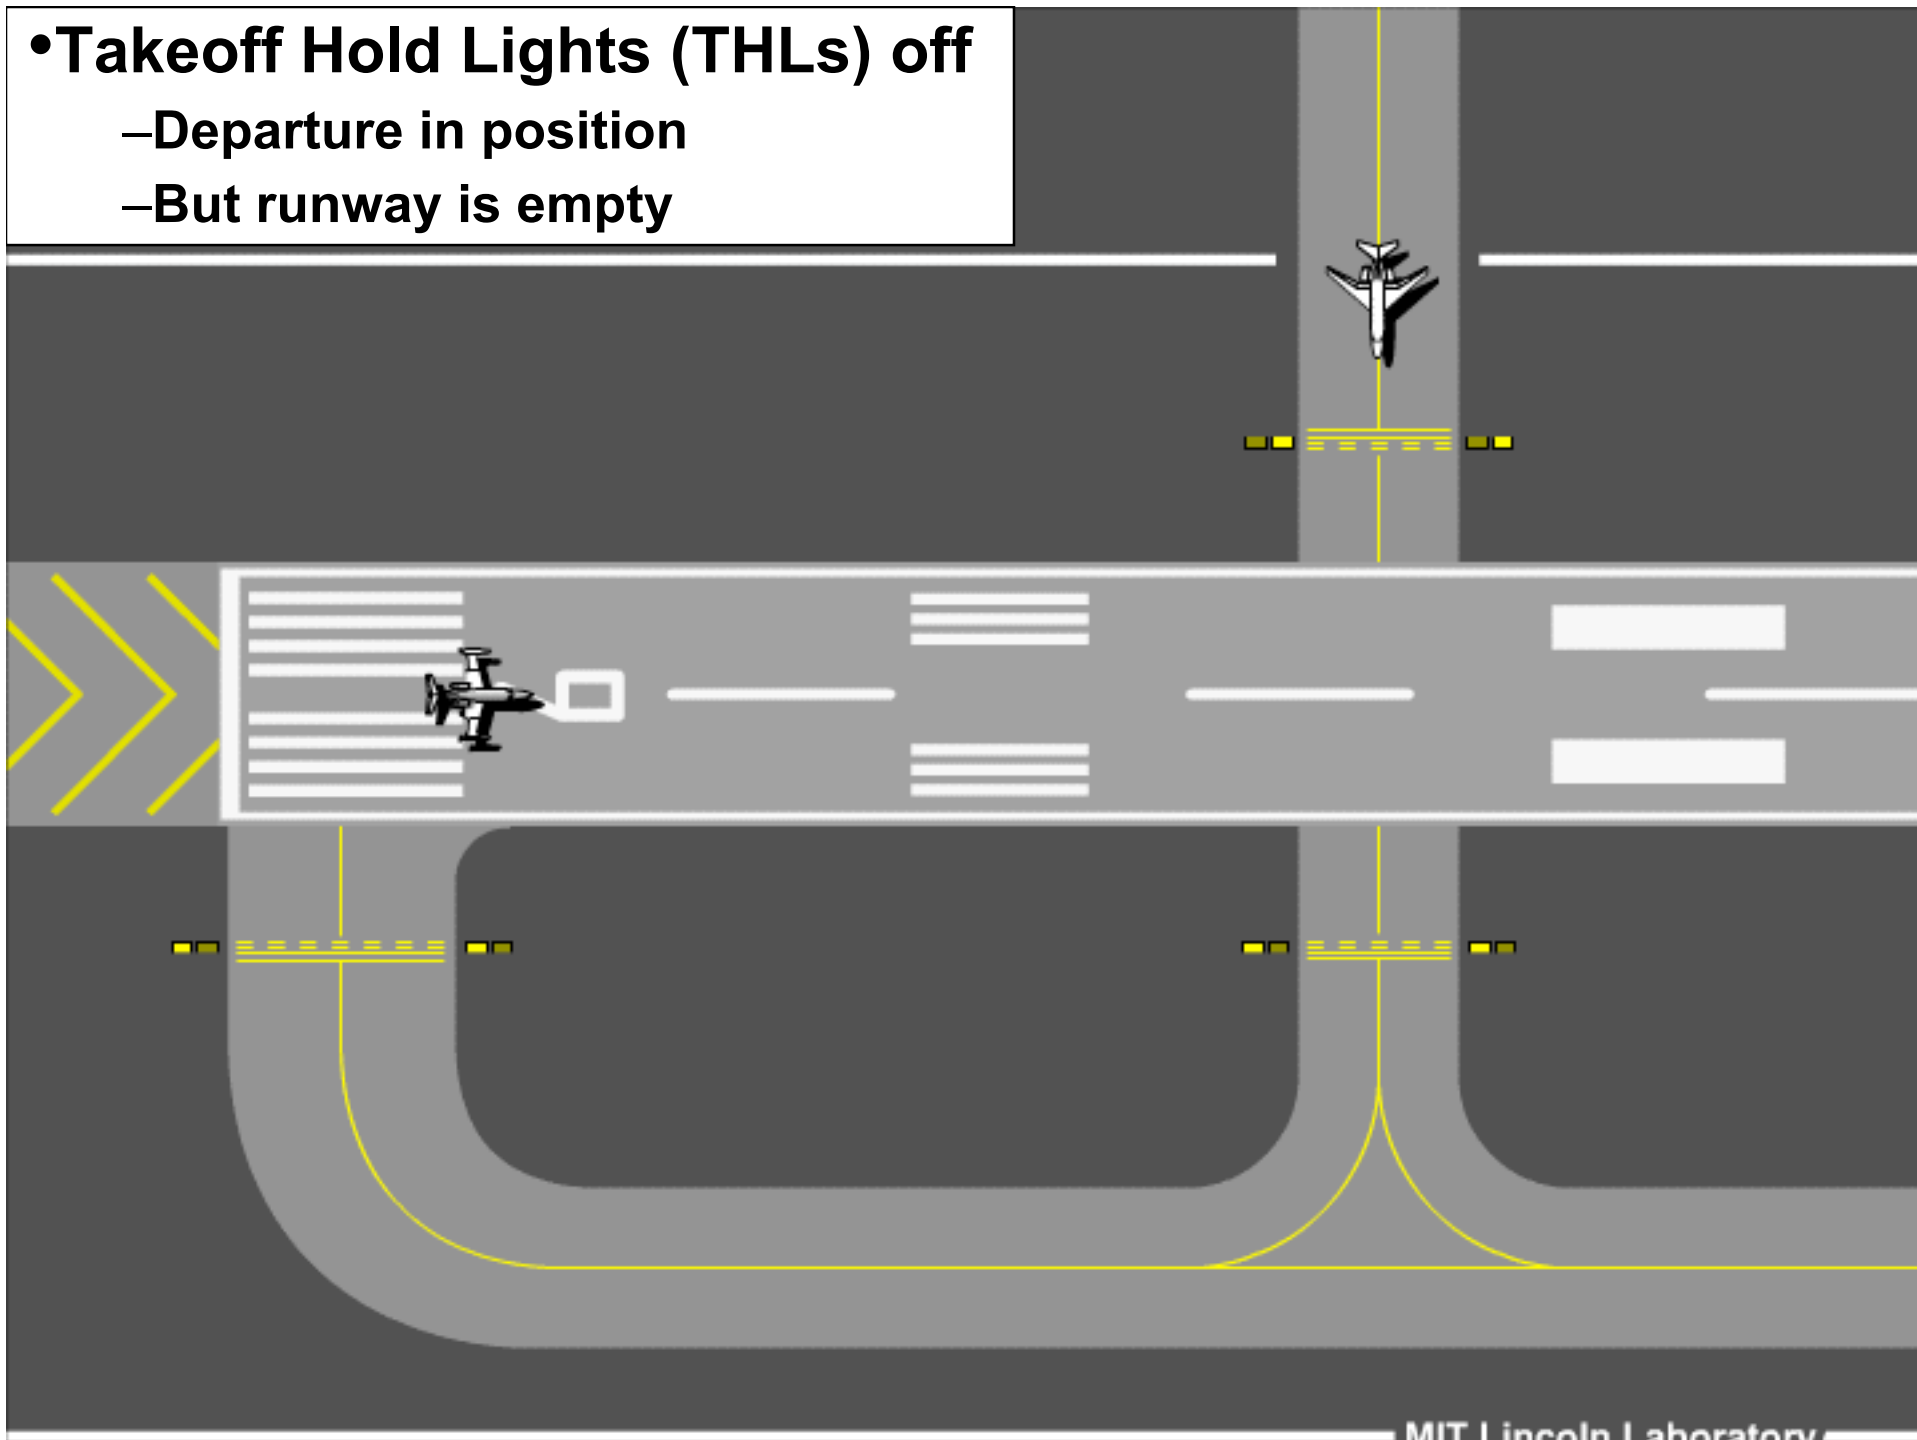 •Takeoff Hold Lights (THLs) off
–Departure in position
–But runway is empty
MIT Lincoln Laboratory